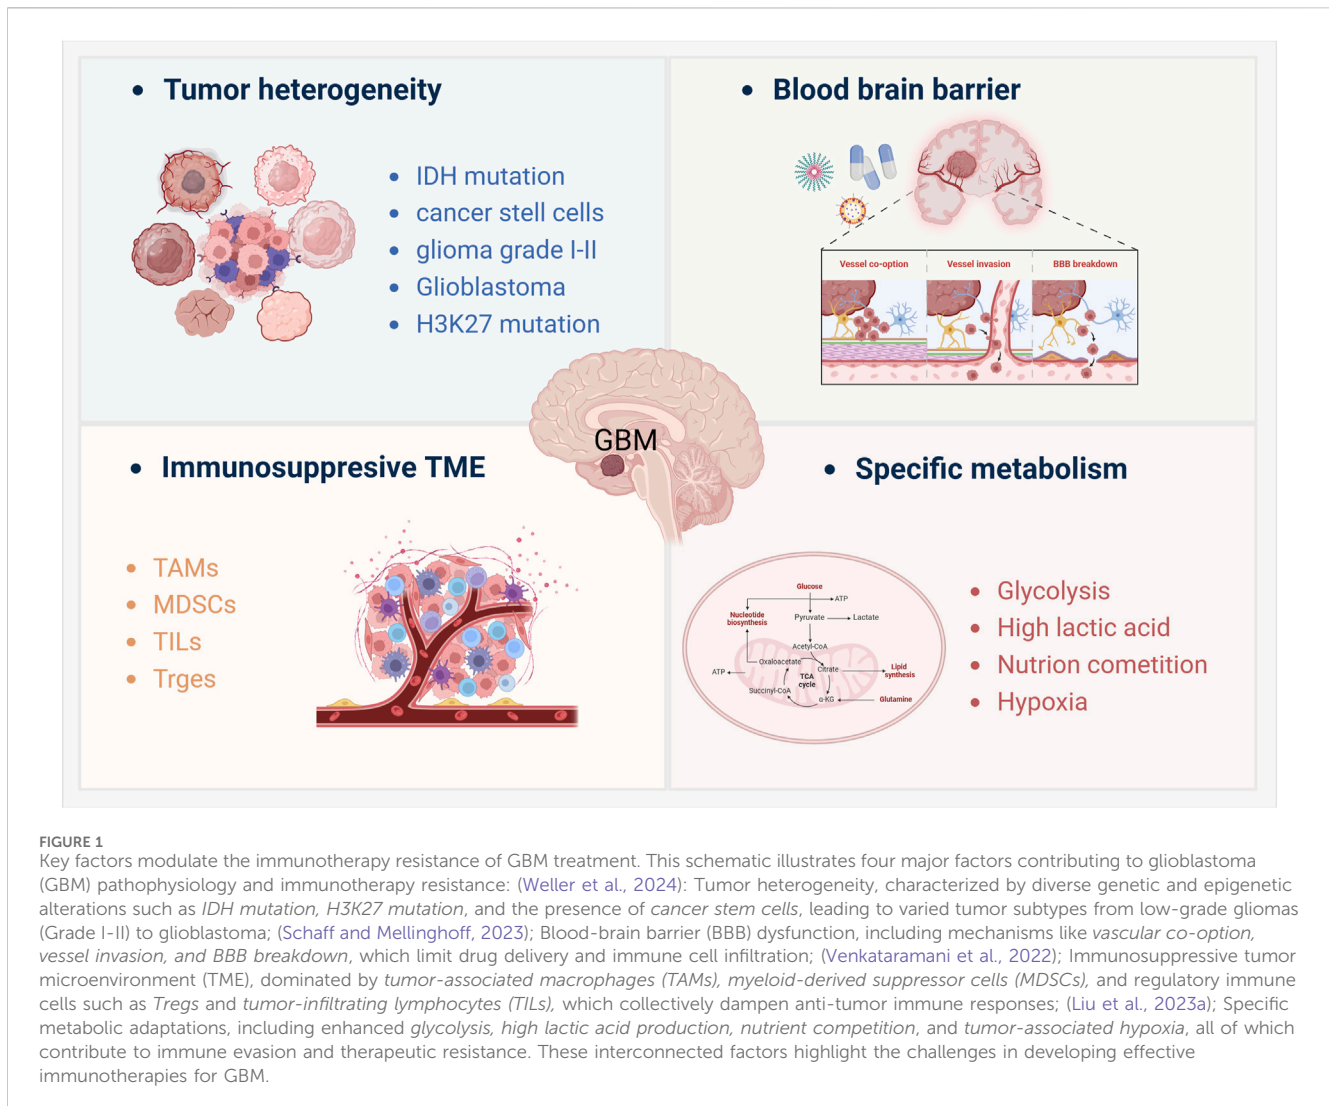 • Tumor heterogeneity
• IDH mutation
• cancer stell cells
• glioma grade I-II
• Glioblastoma
• H3K27 mutation
• Blood brain barrier
Vessel co-option
Vessel invasion
BBB breakdown
GBM
• Immunosuppresive TME
• TAMs
• MDSCs
• TILs
• Trges
• Specific metabolism
Glucose
ATP
Nucleotide
biosynthesis
Pyruvate
Lactate
Acetyl-CoA
Oxaloacetate
Citrate
Lipid
synthesis
ATP
TCA
cycle
Succinyl-CoA
α-KG
Glutamine
• Glycolysis
• High lactic acid
• Nutrion cometition
• Hypoxia
FIGURE 1
Key factors modulate the immunotherapy resistance of GBM treatment. This schematic illustrates four major factors contributing to glioblastoma
(GBM) pathophysiology and immunotherapy resistance: (Weller et al., 2024): Tumor heterogeneity, characterized by diverse genetic and epigenetic
alterations such as IDH mutation, H3K27 mutation, and the presence of cancer stem cells, leading to varied tumor subtypes from low-grade gliomas
(Grade I-II) to glioblastoma; (Schaff and Mellinghoff, 2023); Blood-brain barrier (BBB) dysfunction, including mechanisms like vascular co-option,
vessel invasion, and BBB breakdown, which limit drug delivery and immune cell infiltration; (Venkataramani et al., 2022); Immunosuppressive tumor
microenvironment (TME), dominated by tumor-associated macrophages (TAMs), myeloid-derived suppressor cells (MDSCs), and regulatory immune
cells such as Tregs and tumor-infiltrating lymphocytes (TILs), which collectively dampen anti-tumor immune responses; (Liu et al., 2023a); Specific
metabolic adaptations, including enhanced glycolysis, high lactic acid production, nutrient competition, and tumor-associated hypoxia, all of which
contribute to immune evasion and therapeutic resistance. These interconnected factors highlight the challenges in developing effective
immunotherapies for GBM.